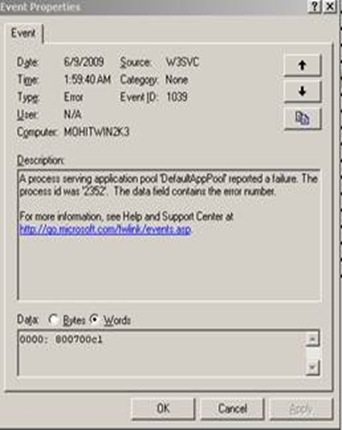 Event Properties
Event
Date: 6/9/2009 Source: W3SVC
Time: 1:59:40 AM Category: None
Type: Error Event ID: 1039
User: N/A
Computer: MOHITWIN2K3
Description:
A process serving application pool 'DefaultAppPool' reported a failure. The
process id was '2352'. The data field contains the error number.
For more information, see Help and Support Center at
http://go.microsoft.com/fwlink/events.asp.
Data: Bytes Words
0000: 800700c1
OK Cancel Apply